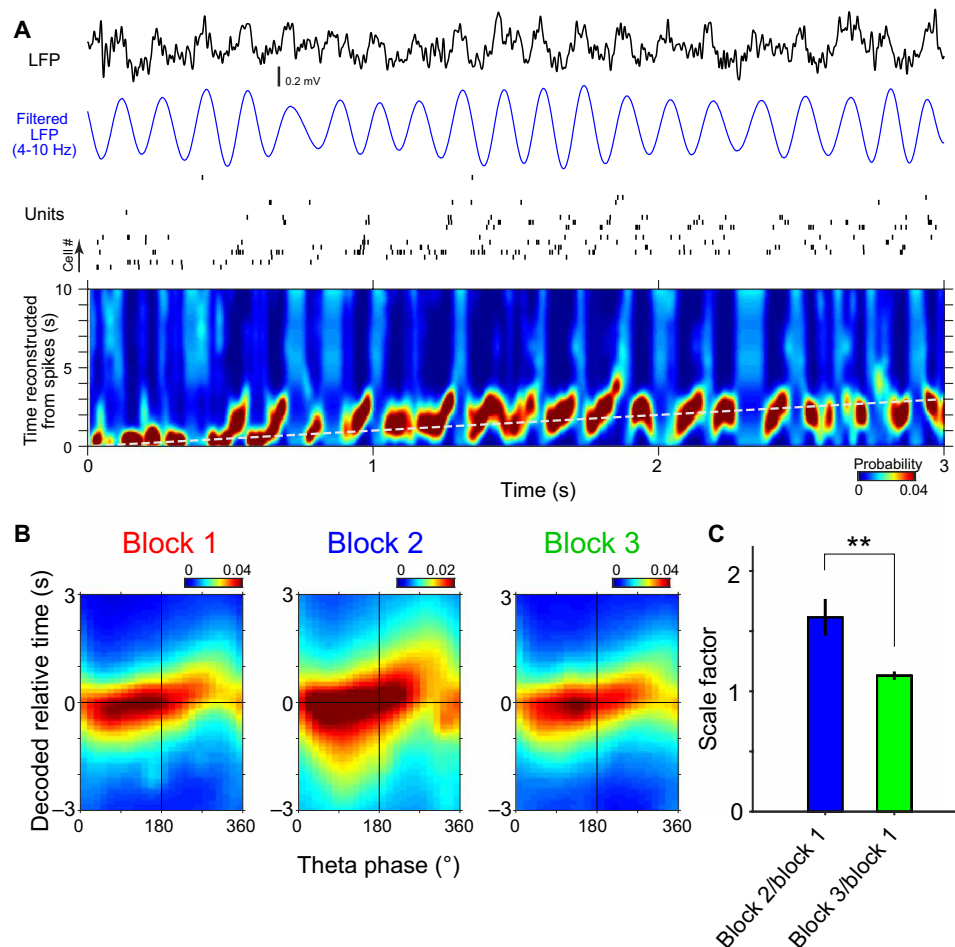 A
LFP
0.2 mV
Filtered
LFP
(4-10 Hz)
Units
Cell #
Time reconstructed
from spikes (s)
10
5
0
0 1 2 3
Time (s)
Probability
0 0.04
B
Block 1
Block 2
Block 3
0 0.04
0 0.02
0 0.04
Decoded relative time (s)
3
0
–3
3
0
–3
3
0
–3
0 180 360
0 180 360
0 180 360
Theta phase (°)
C
**
Scale factor
2
1
0
Block 2/block 1
Block 3/block 1